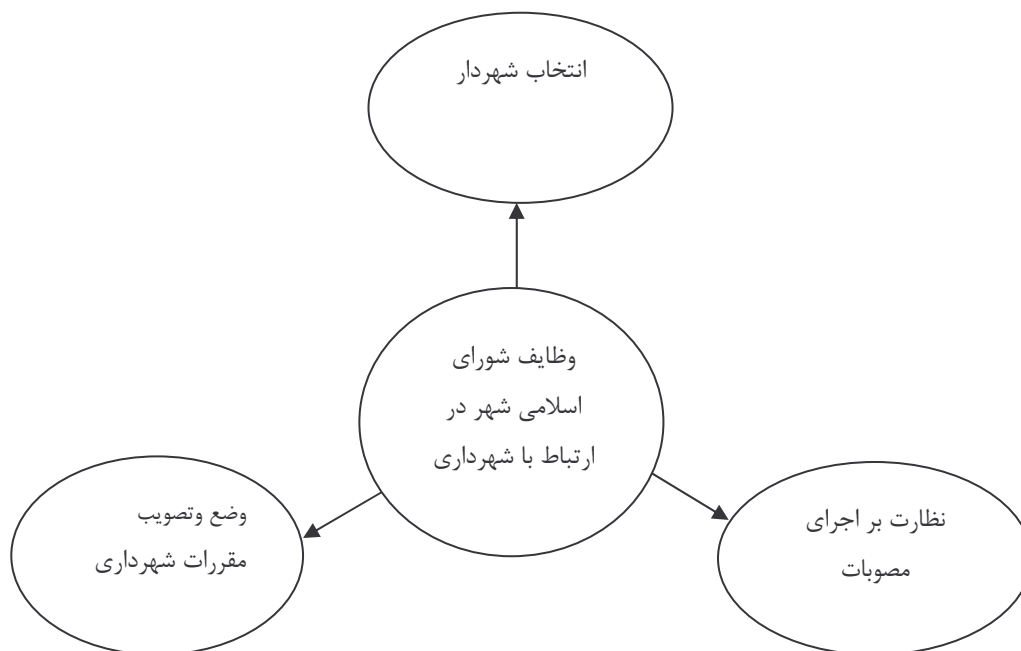 انتخاب شهردار
وظایف شورای
اسلامی شهر در
ارتباط با شهرداری
نظارت بر اجرای
مصوبات
وضع وتصویب
مقررات شهرداری